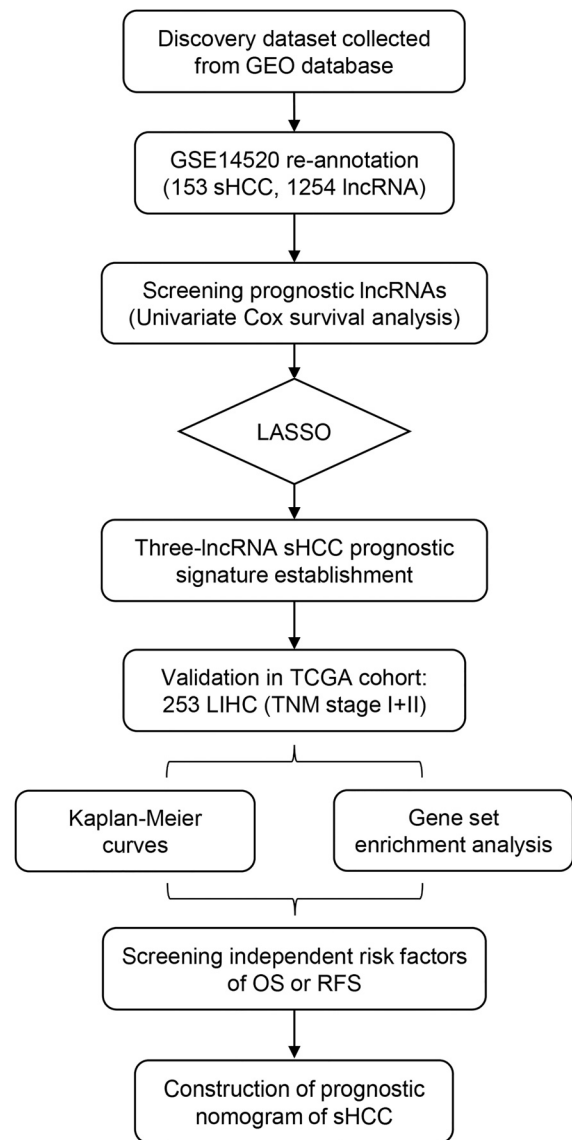 Discovery dataset collected
from GEO database
GSE14520 re-annotation
(153 sHCC, 1254 lncRNA)
Screening prognostic lncRNAs
(Univariate Cox survival analysis)
LASSO
Three-lncRNA sHCC prognostic
signature establishment
Validation in TCGA cohort:
253 LIHC (TNM stage I+II)
Kaplan-Meier
curves
Gene set
enrichment analysis
Screening independent risk factors
of OS or RFS
Construction of prognostic
nomogram of sHCC